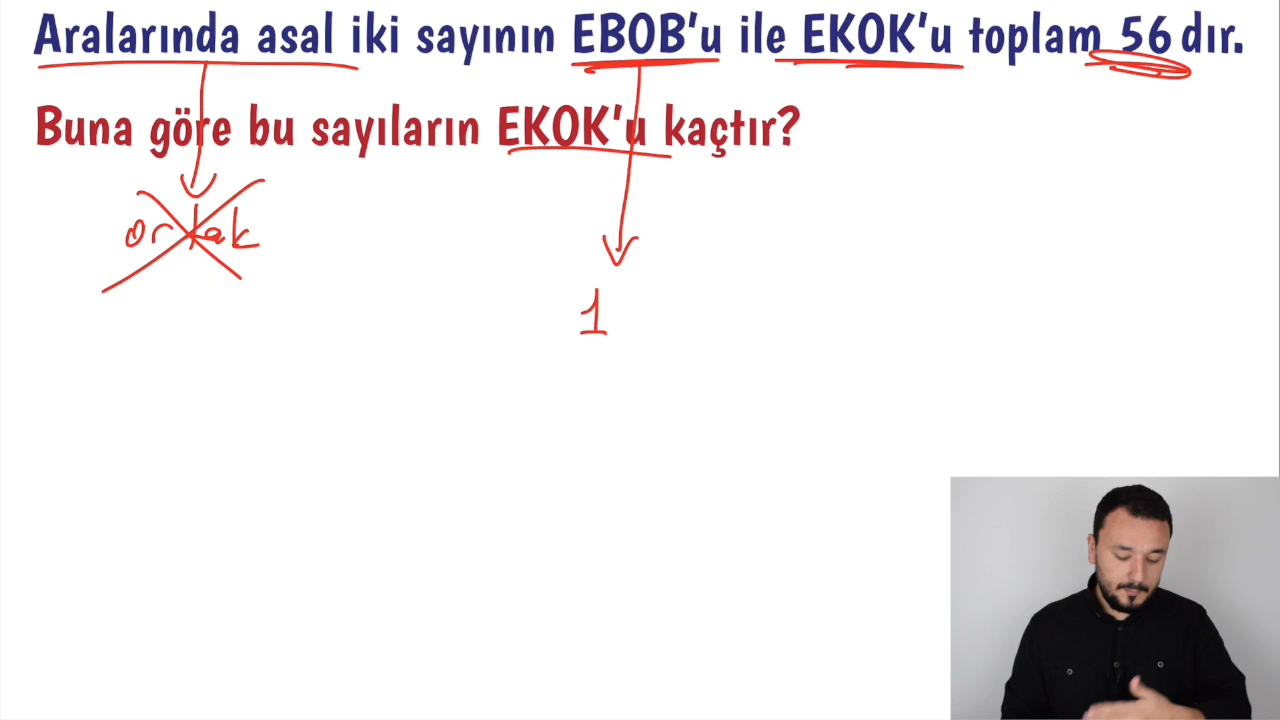 Aralarında asal iki sayının EBOB'u ile EKOK'u toplam 56 dır.
Buna göre bu sayıların EKOK'u kaçtır?
ortak
1